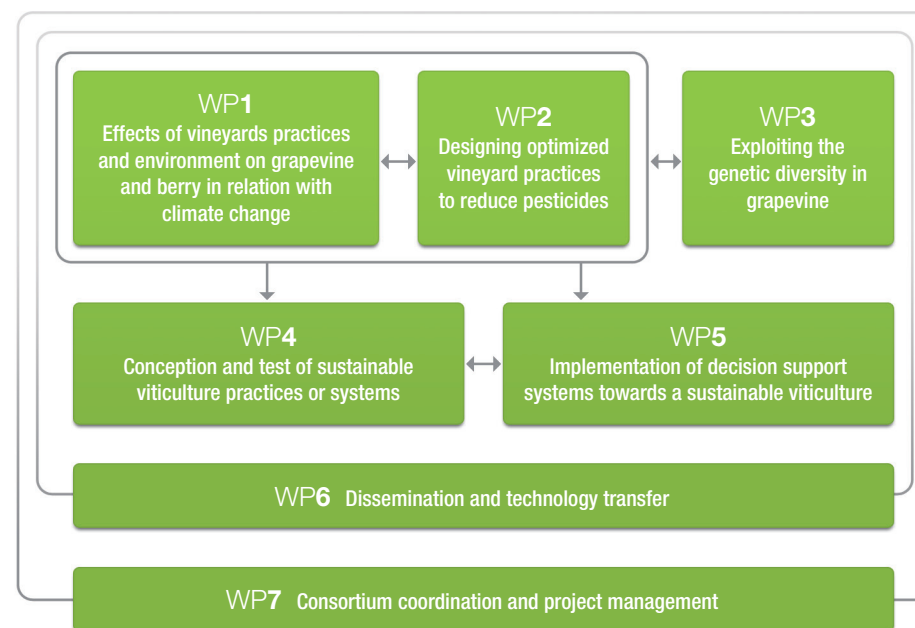 WP1
Effects of vineyards practices
and environment on grapevine
and berry in relation with
climate change
WP2
Designing optimized
vineyard practices
to reduce pesticides
WP3
Exploiting the
genetic diversity in
grapevine
WP4
Conception and test of sustainable
viticulture practices or systems
WP5
Implementation of decision support
systems towards a sustainable viticulture
WP6 Dissemination and technology transfer
WP7 Consortium coordination and project management